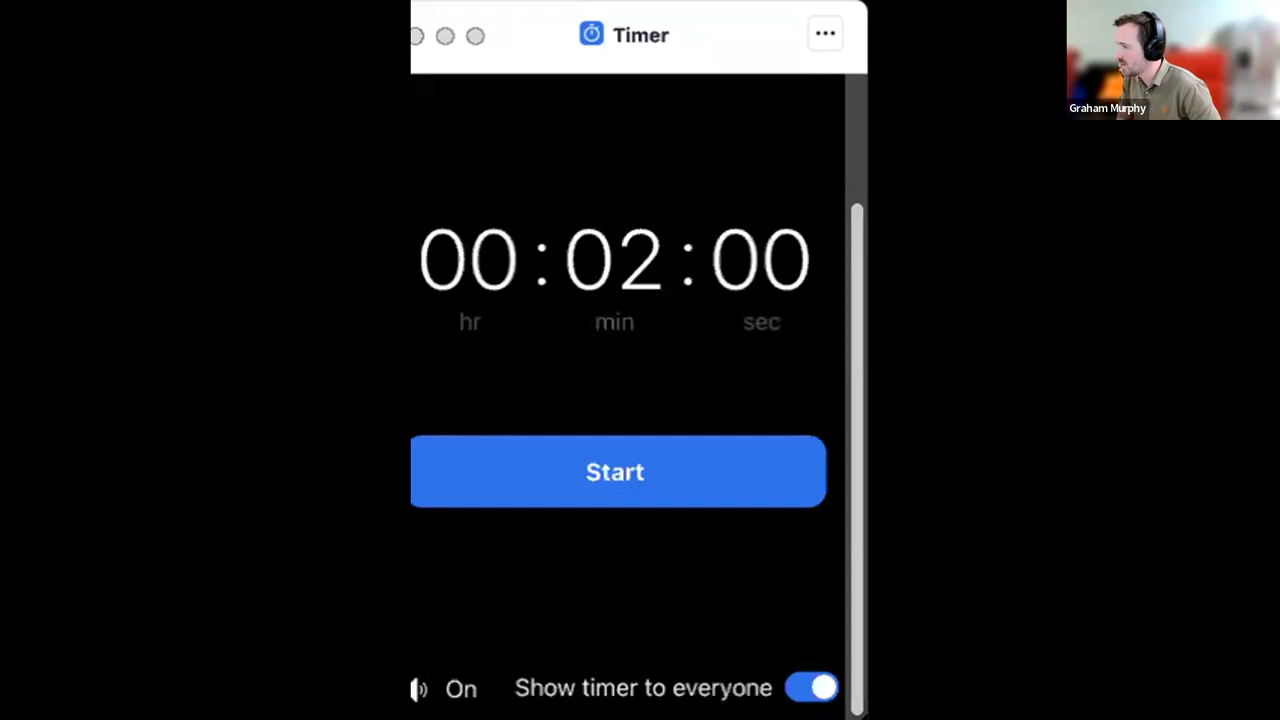 Timer
Graham Murphy
00 : 02 : 00
hr min sec
Start
On Show timer to everyone